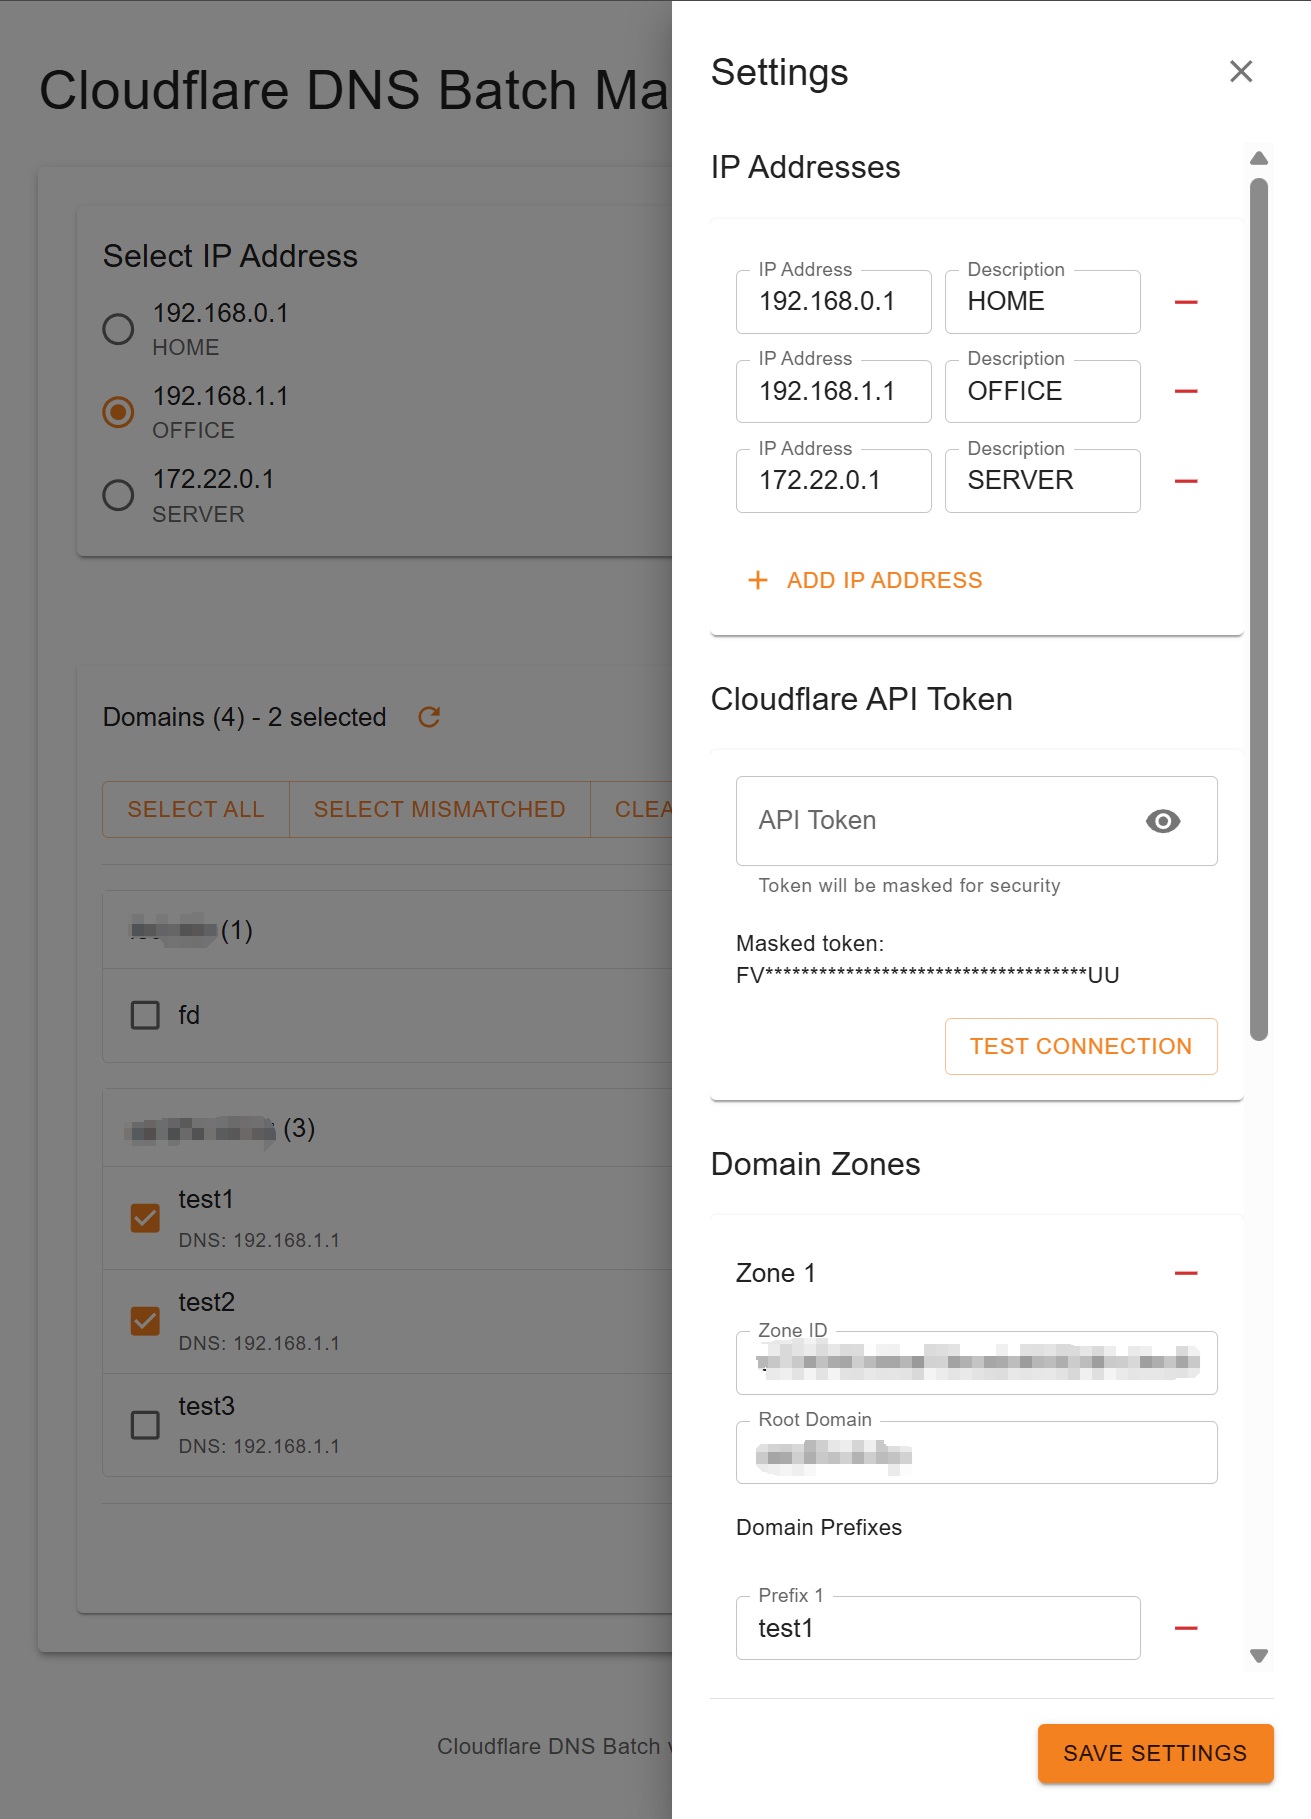 Cloudflare DNS Batch Ma
Select IP Address
192.168.0.1
HOME
192.168.1.1
OFFICE
172.22.0.1
SERVER
Domains (4) - 2 selected
SELECT ALL
SELECT MISMATCHED
CLEA
(1)
fd
(3)
test1
DNS: 192.168.1.1
test2
DNS: 192.168.1.1
test3
DNS: 192.168.1.1
Cloudflare DNS Batch
Settings
IP Addresses
IP Address
192.168.0.1
Description
HOME
IP Address
192.168.1.1
Description
OFFICE
IP Address
172.22.0.1
Description
SERVER
ADD IP ADDRESS
Cloudflare API Token
API Token
Token will be masked for security
Masked token:
FV************************************UU
TEST CONNECTION
Domain Zones
Zone 1
Zone ID
Root Domain
Domain Prefixes
Prefix 1
test1
SAVE SETTINGS